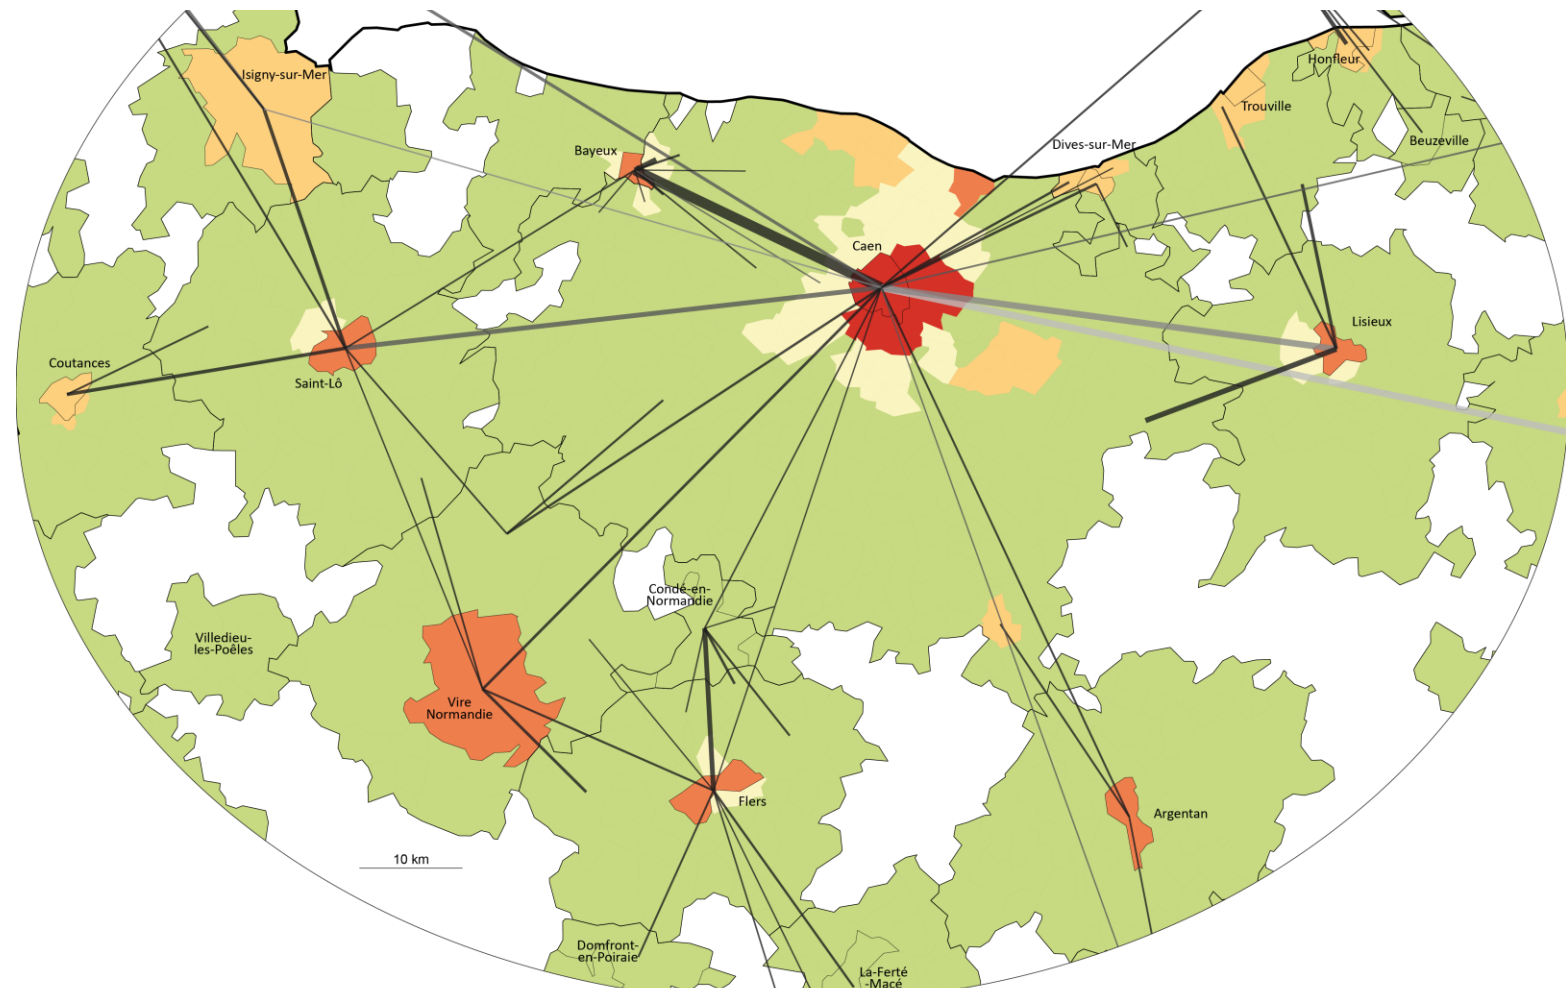 Isigny-sur-Mer
Honfleur
Trouville
Beuzeville
Dives-sur-Mer
Bayeux
Caen
Lisieux
Coutances
Saint-Lô
Condé-en-
Normandie
Villedieu-
les-Poêles
Vire
Normandie
Flers
Argentan
10 km
Domfront-
en-Poiraie
La-Ferté
-Macé